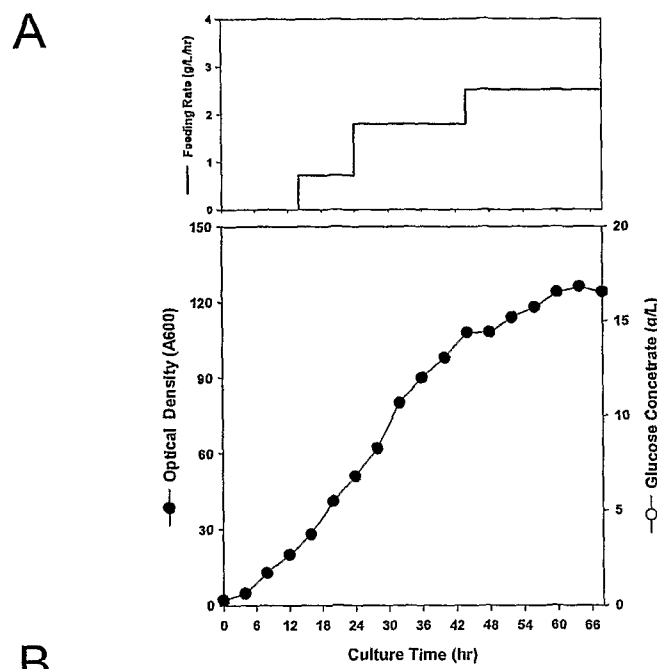 A
4
3
2
1
0
Feeding Rate (g/L/hr)
150
120
90
60
30
0
Optical Density (A600)
20
15
10
5
0
Glucose Concetrate (g/L)
0 6 12 18 24 30 36 42 48 54 60 66
Culture Time (hr)
B